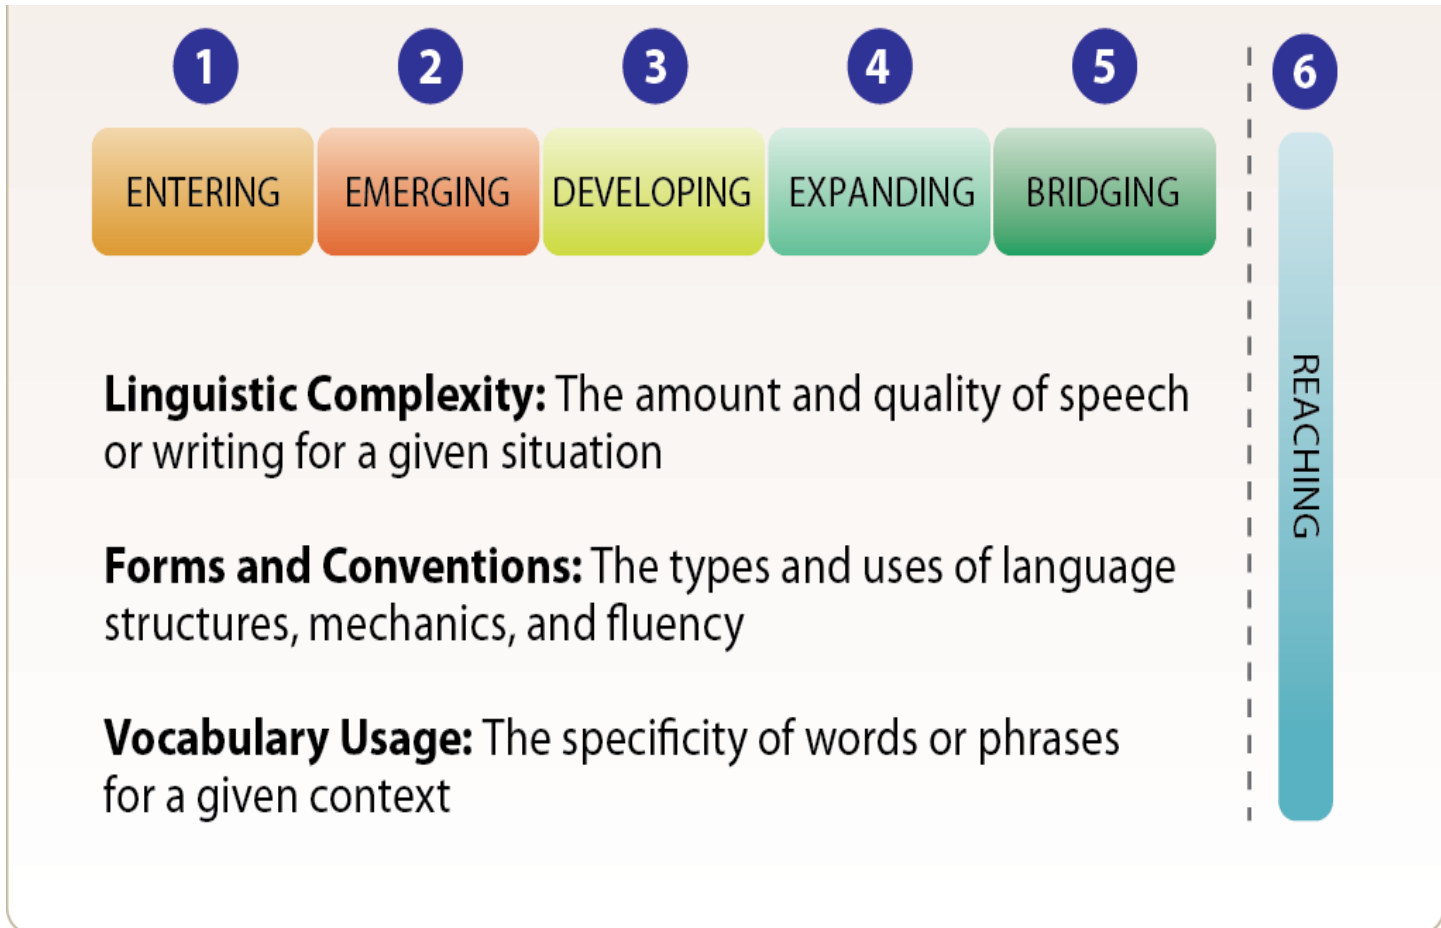 1 2 3 4 5 6
ENTERING EMERGING DEVELOPING EXPANDING BRIDGING
Linguistic Complexity: The amount and quality of speech
or writing for a given situation
Forms and Conventions: The types and uses of language
structures, mechanics, and fluency
Vocabulary Usage: The specificity of words or phrases
for a given context
REACHING